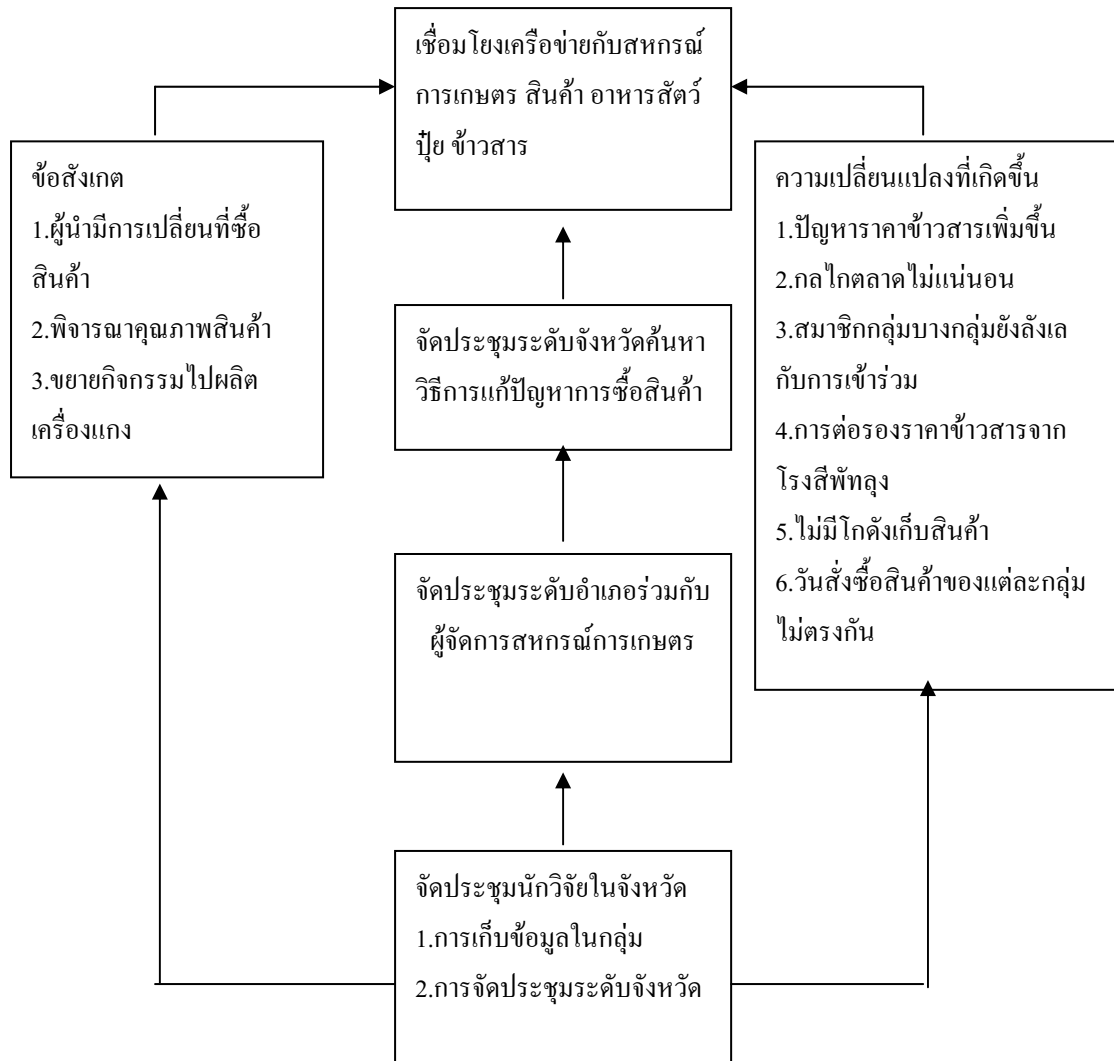 เชื่อมโยงเครือข่ายกับสหกรณ์
การเกษตร สินค้า อาหารสัตว์
ปุ๋ย ข้าวสาร
ข้อสังเกต
1.ผู้นำมีการเปลี่ยนที่ซื้อ
สินค้า
2.พิจารณาคุณภาพสินค้า
3.ขยายกิจกรรมไปผลิต
เครื่องแกง
ความเปลี่ยนแปลงที่เกิดขึ้น
1.ปัญหาราคาข้าวสารเพิ่มขึ้น
2.กลไกตลาดไม่แน่นอน
3.สมาชิกกลุ่มบางกลุ่มยังลังเล
กับการเข้าร่วม
4.การต่อรองราคาข้าวสารจาก
โรงสีพัทลุง
5.ไม่มีโกดังเก็บสินค้า
6.วันสั่งซื้อสินค้าของแต่ละกลุ่ม
ไม่ตรงกัน
จัดประชุมระดับจังหวัดค้นหา
วิธีการแก้ปัญหาการซื้อสินค้า
จัดประชุมระดับอำเภอร่วมกับ
ผู้จัดการสหกรณ์การเกษตร
จัดประชุมนักวิจัยในจังหวัด
1.การเก็บข้อมูลในกลุ่ม
2.การจัดประชุมระดับจังหวัด